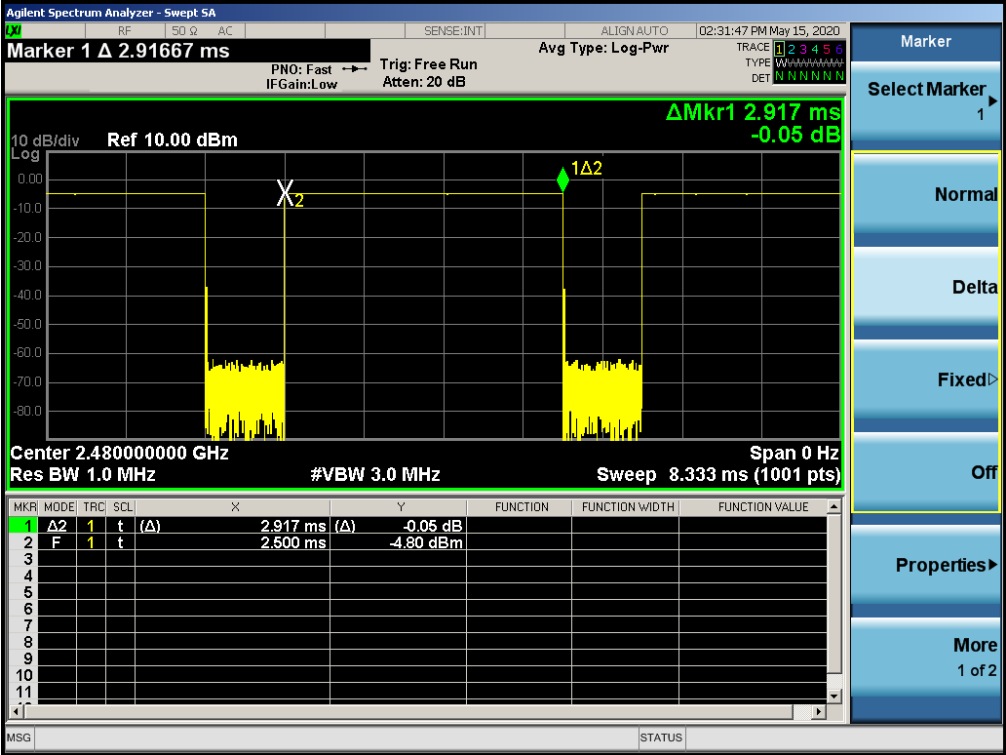 Agilent Spectrum Analyzer - Swept SA
LXI RF 50 Ω AC SENSE:INT ALIGN AUTO 02:31:47 PM May 15, 2020
Marker 1 Δ 2.91667 ms
PNO: Fast
IFGain:Low
Trig: Free Run
Atten: 20 dB
Avg Type: Log-Pwr
TRACE 1 2 3 4 5 6
TYPE WWWWWW
DET N N N N N N
ΔMkr1 2.917 ms
-0.05 dB
10 dB/div Ref 10.00 dBm
Log
0.00
-10.0
-20.0
-30.0
-40.0
-50.0
-60.0
-70.0
-80.0
1Δ2
X2
Center 2.480000000 GHz Span 0 Hz
Res BW 1.0 MHz #VBW 3.0 MHz Sweep 8.333 ms (1001 pts)
MKR MODE TRC SCL X Y FUNCTION FUNCTION WIDTH FUNCTION VALUE
1 Δ2 1 t (Δ) 2.917 ms (Δ) -0.05 dB
2 F 1 t 2.500 ms -4.80 dBm
3
4
5
6
7
8
9
10
11
MSG STATUS
Marker
Select Marker
1
Normal
Delta
Fixed
Off
Properties
More
1 of 2